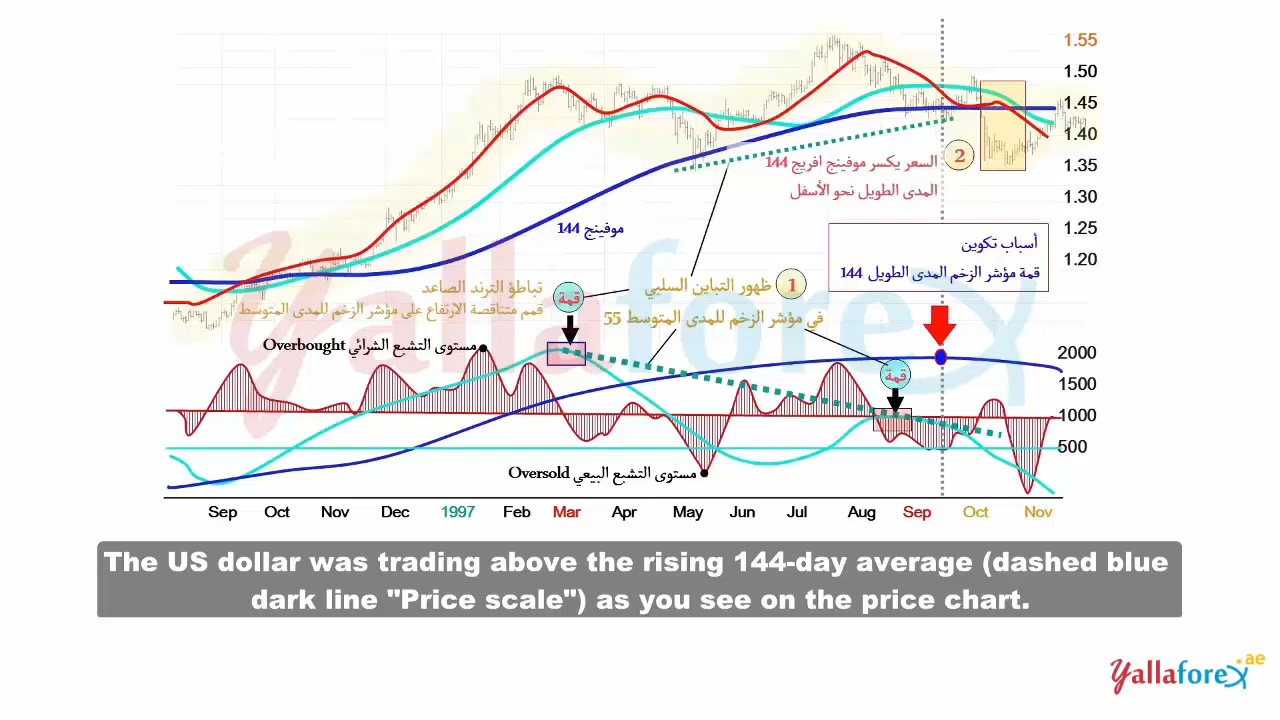 1.55
1.50
1.45
1.40
1.35
1.30
1.25
1.20
2
السعر يكسر موفينج افريج 144
المدى الطويل نحو الأسفل
موفينج 144
أسباب تكوين
قمة مؤشر الزخم المدى الطويل 144
1
ظهور التباين السلبي
في مؤشر الزخم للمدى المتوسط 55
قمة
تباطؤ الترند الصاعد
قمم متناقصة الإرتفاع على مؤشر الزخم للمدى المتوسط
Overbought مستوى التشبع الشرائي
قمة
2000
1500
1000
500
Oversold مستوى التشبع البيعي
Sep Oct Nov Dec 1997 Feb Mar Apr May Jun Jul Aug Sep Oct Nov
yallaforex
The US dollar was trading above the rising 144-day average (dashed blue
dark line "Price scale") as you see on the price chart.
yallaforex.ae